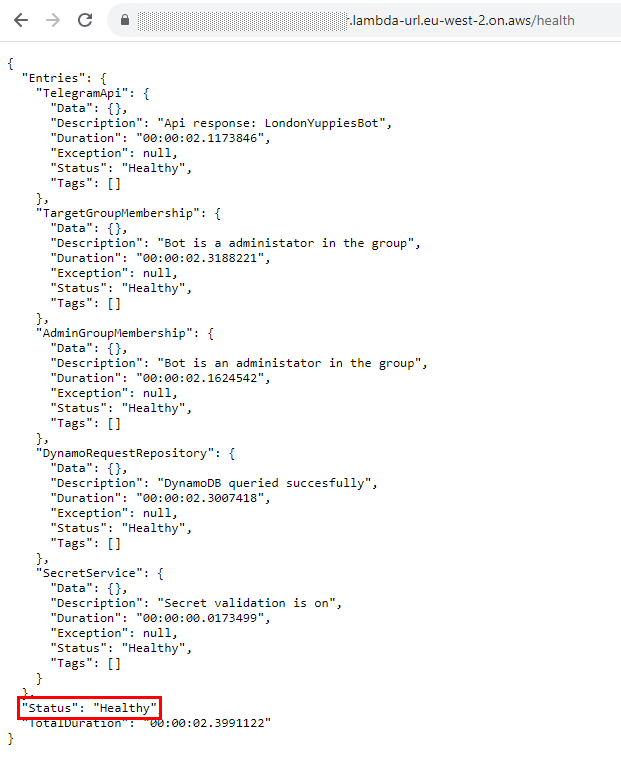 r.lambda-url.eu-west-2.on.aws/health
{
  "Entries": {
    "TelegramApi": {
      "Data": {},
      "Description": "Api response: LondonYuppiesBot",
      "Duration": "00:00:02.1173846",
      "Exception": null,
      "Status": "Healthy",
      "Tags": []
    },
    "TargetGroupMembership": {
      "Data": {},
      "Description": "Bot is a administator in the group",
      "Duration": "00:00:02.3188221",
      "Exception": null,
      "Status": "Healthy",
      "Tags": []
    },
    "AdminGroupMembership": {
      "Data": {},
      "Description": "Bot is an administator in the group",
      "Duration": "00:00:02.1624542",
      "Exception": null,
      "Status": "Healthy",
      "Tags": []
    },
    "DynamoRequestRepository": {
      "Data": {},
      "Description": "DynamoDB queried succesfully",
      "Duration": "00:00:02.3007418",
      "Exception": null,
      "Status": "Healthy",
      "Tags": []
    },
    "SecretService": {
      "Data": {},
      "Description": "Secret validation is on",
      "Duration": "00:00:00.0173499",
      "Exception": null,
      "Status": "Healthy",
      "Tags": []
    }
  },
  "Status": "Healthy"
  "TotalDuration": "00:00:02.3991122"
}